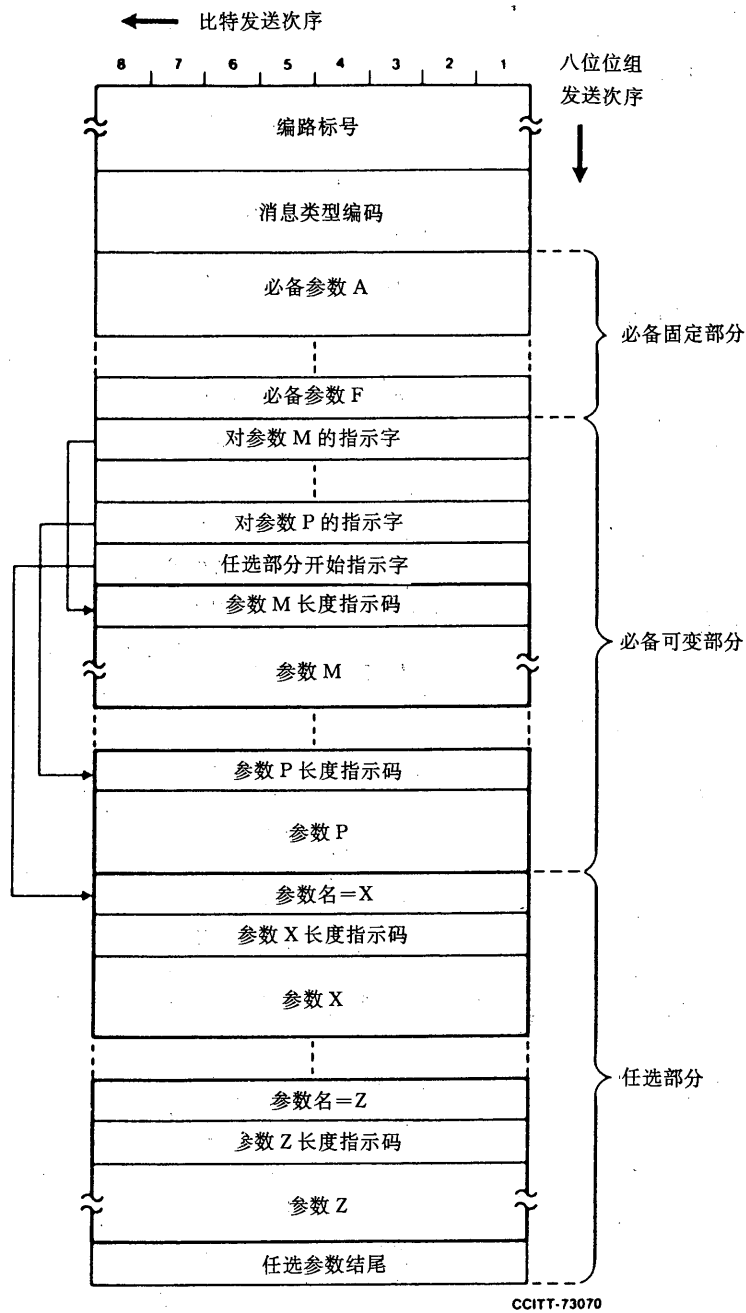 比特发送次序
8 7 6 5 4 3 2 1
八位位组
发送次序
编路标号
消息类型编码
必备参数 A
必备固定部分
必备参数 F
对参数 M 的指示字
对参数 P 的指示字
任选部分开始指示字
参数 M 长度指示码
必备可变部分
参数 M
参数 P 长度指示码
参数 P
参数名=X
参数 X 长度指示码
参数 X
任选部分
参数名=Z
参数 Z 长度指示码
参数 Z
任选参数结尾
CCITT-73070